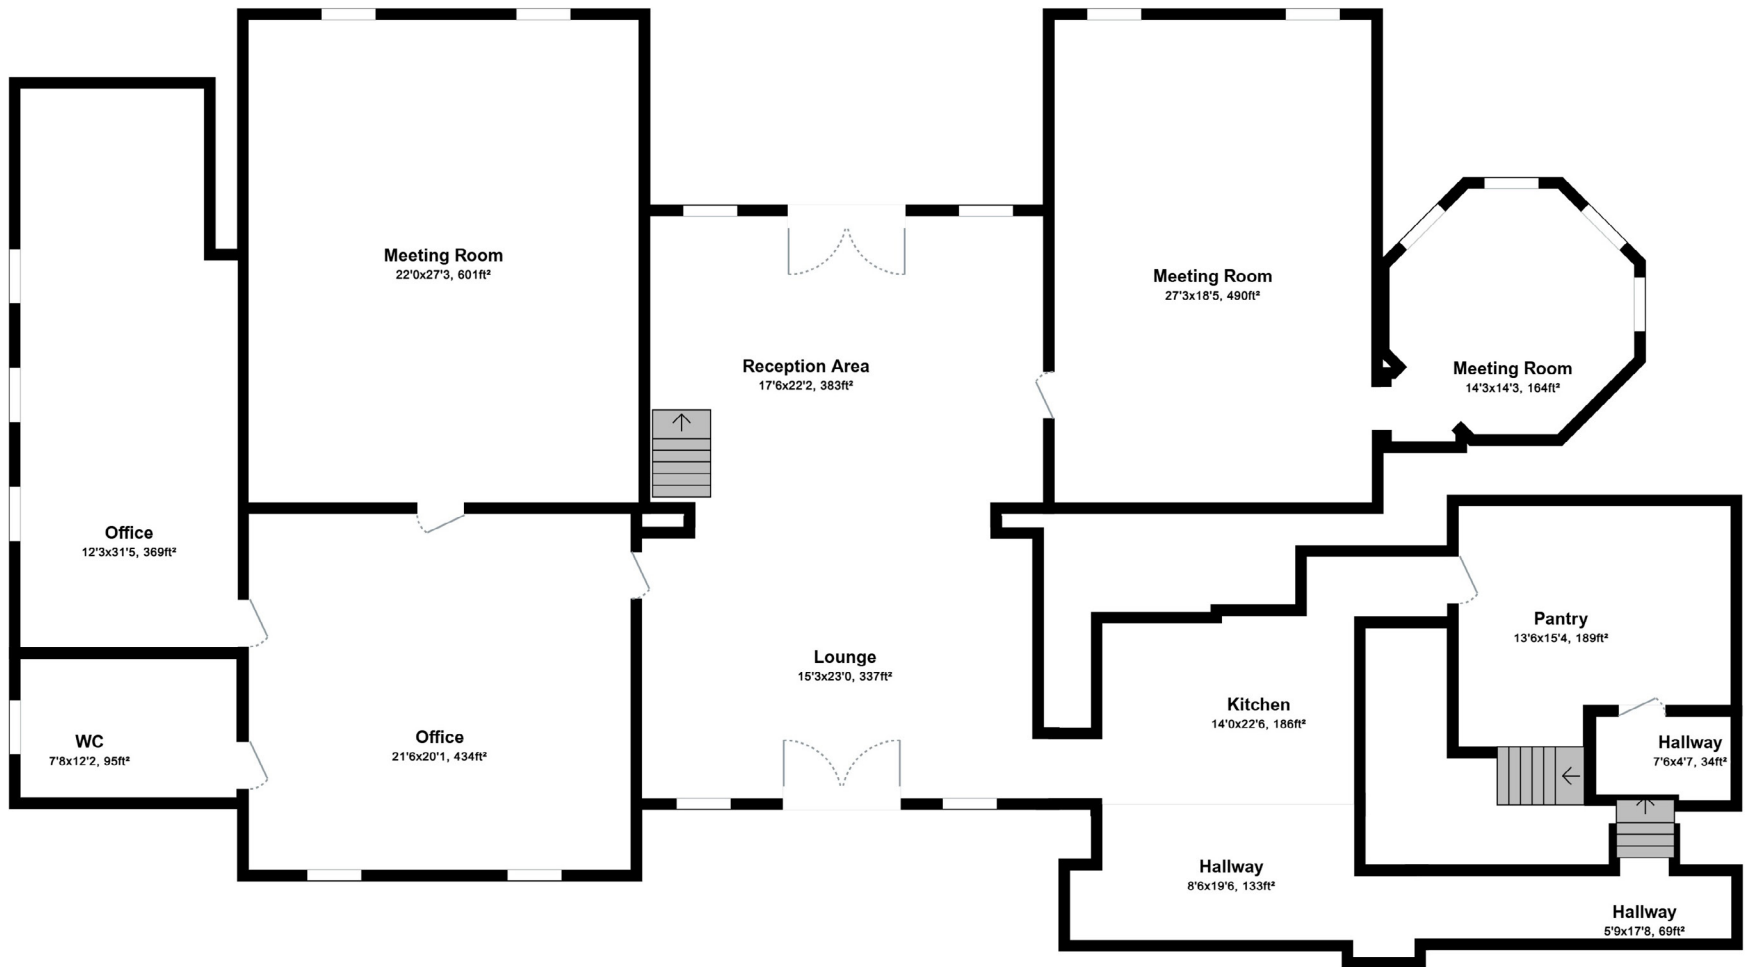 Meeting Room
22'0x27'3, 601ft²
Meeting Room
27'3x18'5, 490ft²
Reception Area
17'6x22'2, 383ft²
Meeting Room
14'3x14'3, 164ft²
Office
12'3x31'5, 369ft²
Pantry
13'6x15'4, 189ft²
Lounge
15'3x23'0, 337ft²
Kitchen
14'0x22'6, 186ft²
WC
7'8x12'2, 95ft²
Office
21'6x20'1, 434ft²
Hallway
7'6x4'7, 34ft²
Hallway
8'6x19'6, 133ft²
Hallway
5'9x17'8, 69ft²